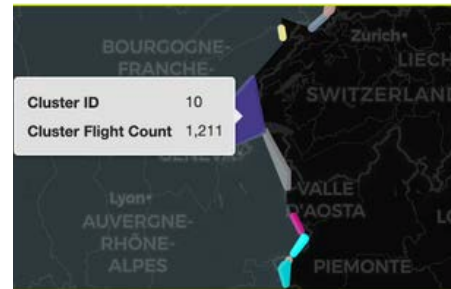 BOURGOGNE-
FRANCHE-
Zurich
LIECH
SWITZERLAND
Cluster ID 10
Cluster Flight Count 1,211
Lyon
VALLE
D'AOSTA
AUVERGNE-
RHÔNE-
ALPES
PIEMONTE